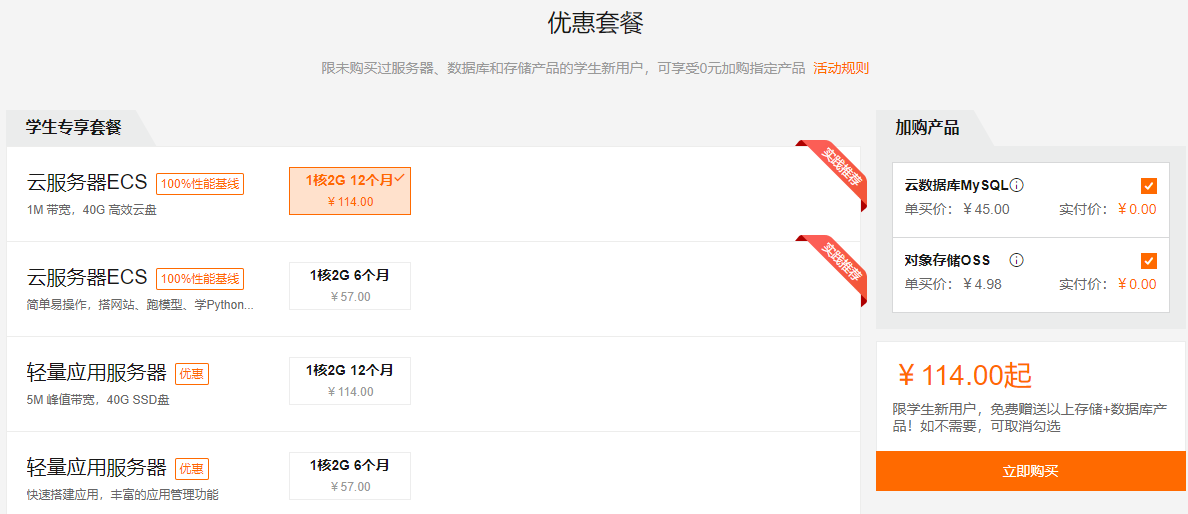 优惠套餐
限未购买过服务器、数据库和存储产品的学生新用户，可享受0元加购指定产品 活动规则
学生专享套餐
云服务器ECS 100%性能基线
1M 带宽，40G 高效云盘
1核2G 12个月
￥114.00
实践推荐
云服务器ECS 100%性能基线
简单易操作，搭网站、跑模型、学Python...
1核2G 6个月
￥57.00
实践推荐
轻量应用服务器 优惠
5M 峰值带宽，40G SSD盘
1核2G 12个月
￥114.00
轻量应用服务器 优惠
快速搭建应用，丰富的应用管理功能
1核2G 6个月
￥57.00
加购产品
云数据库MySQL
单买价：￥45.00 实付价：￥0.00
对象存储OSS
单买价：￥4.98 实付价：￥0.00
￥114.00起
限学生新用户，免费赠送以上存储+数据库产
品！如不需要，可取消勾选
立即购买